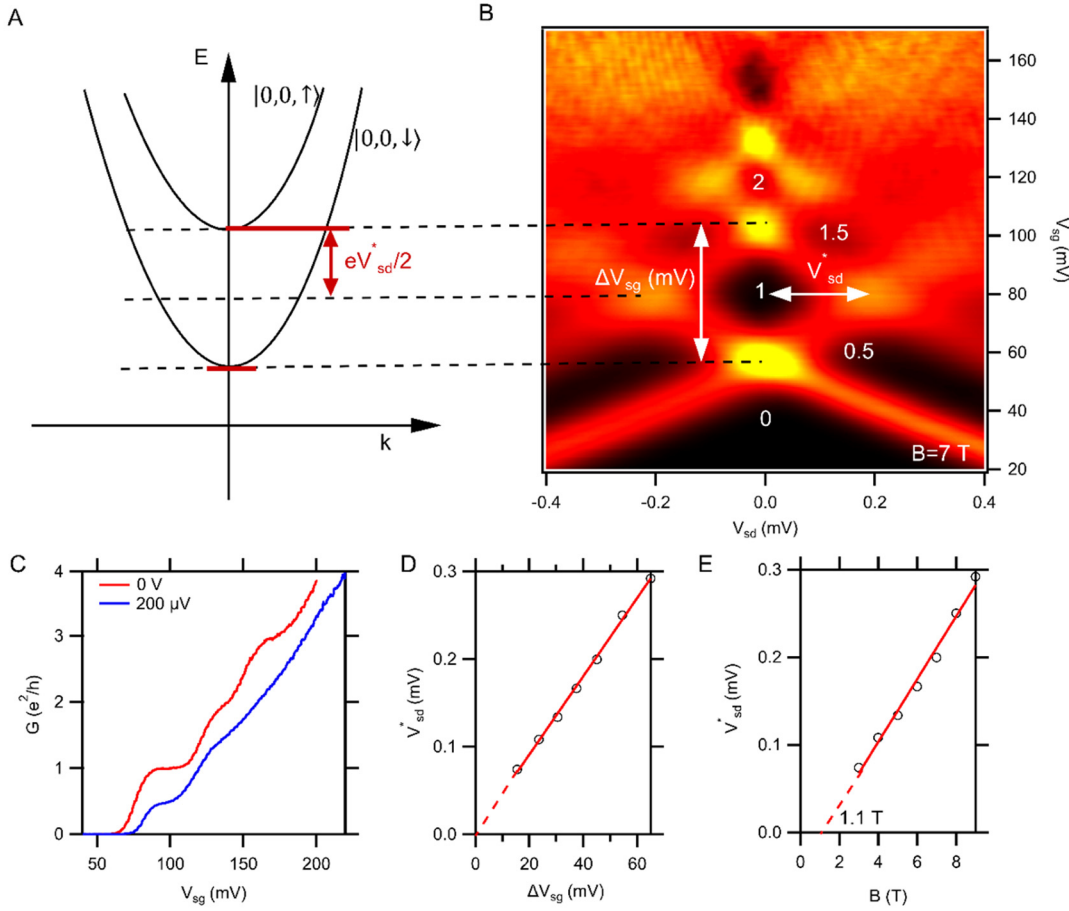 A
E
|0,0,↑⟩
|0,0,↓⟩
eV*sd/2
k
B
2
1.5
ΔVsg (mV)
V*sd
1
0.5
0
B=7 T
160
140
120
100
80
60
40
20
Vsg (mV)
-0.4
-0.2
0.0
0.2
0.4
Vsd (mV)
C
0 V
200 µV
4
3
2
1
0
G (e²/h)
50
100
150
200
Vsg (mV)
D
0.3
0.2
0.1
0.0
V*sd (mV)
0
20
40
60
ΔVsg (mV)
E
0.3
0.2
0.1
0.0
V*sd (mV)
1.1 T
0
2
4
6
8
B (T)